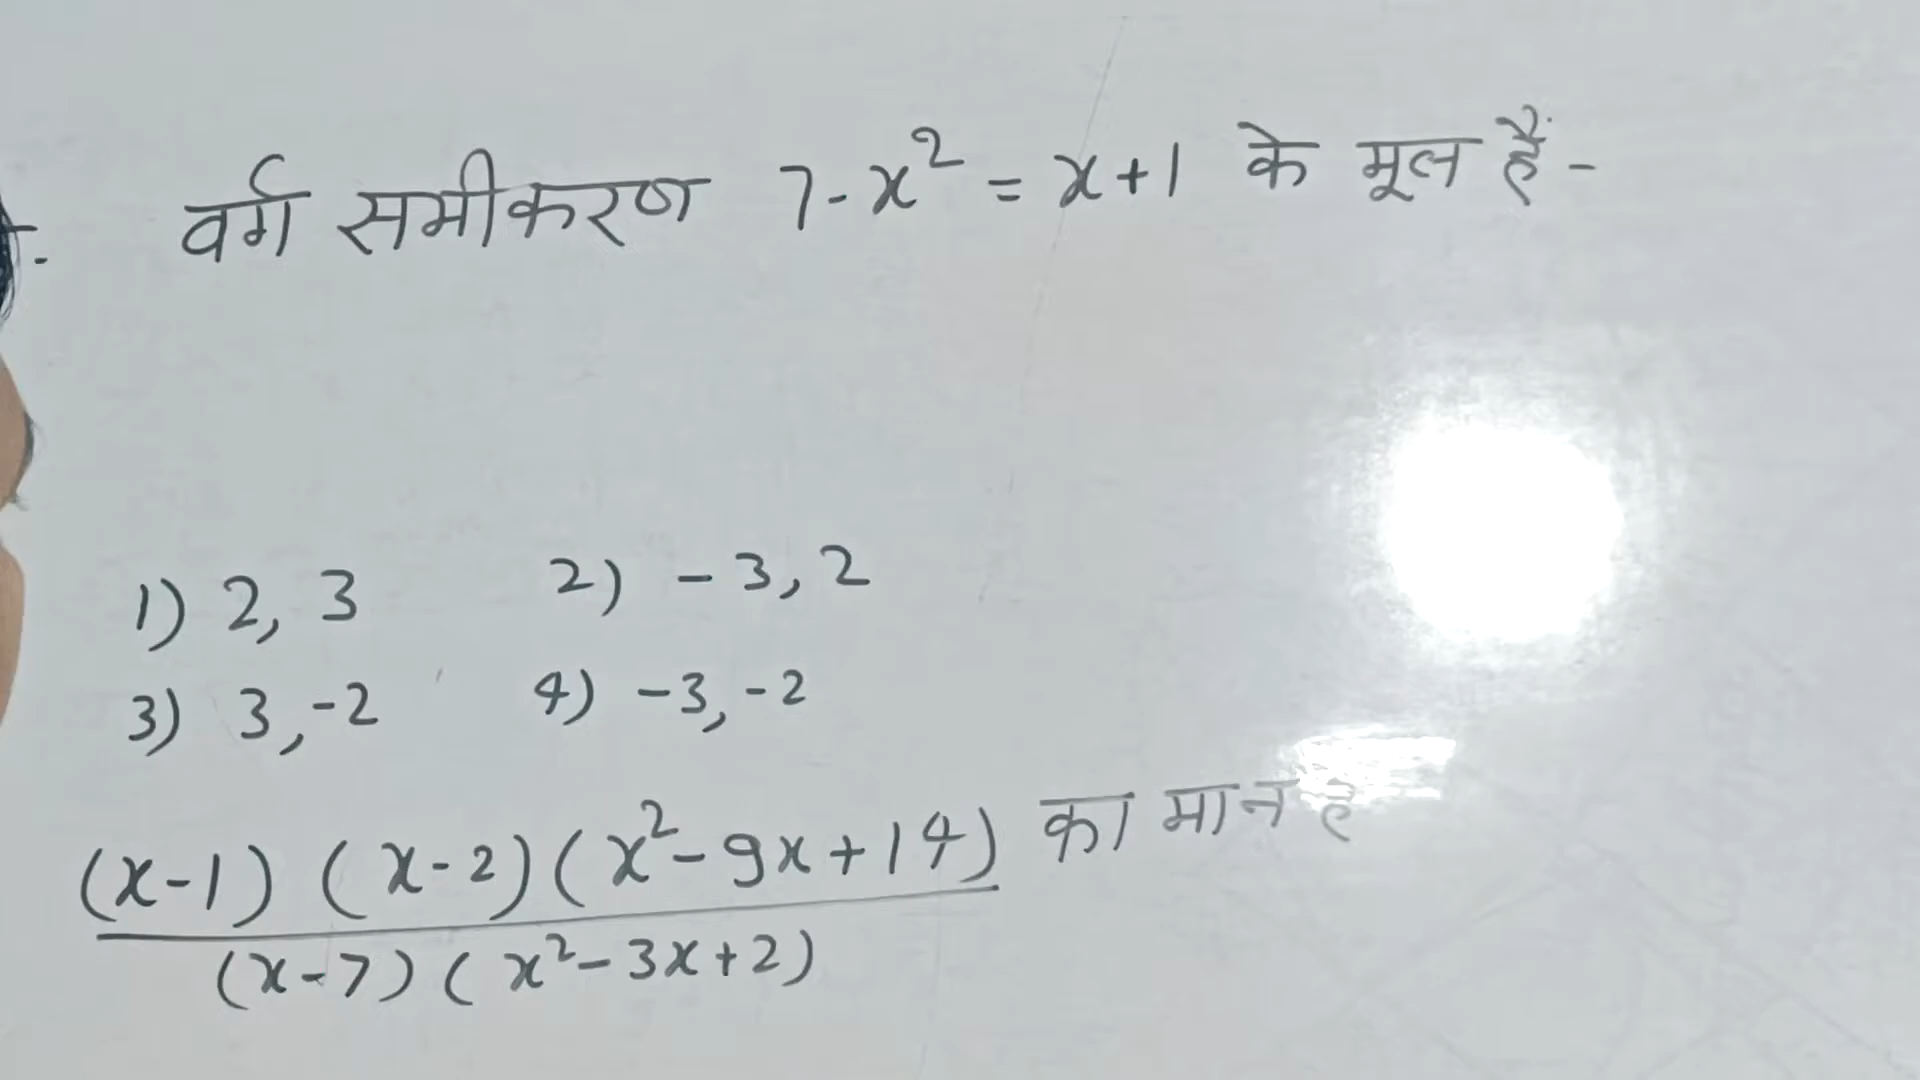 वर्ग समीकरण 7-x² = x+1 के मूल हैं -
1) 2, 3 2) - 3, 2
3) 3, -2 4) -3, -2
(x-1) (x-2) (x²-9x+14) का मान है
(x-7) (x²-3x+2)